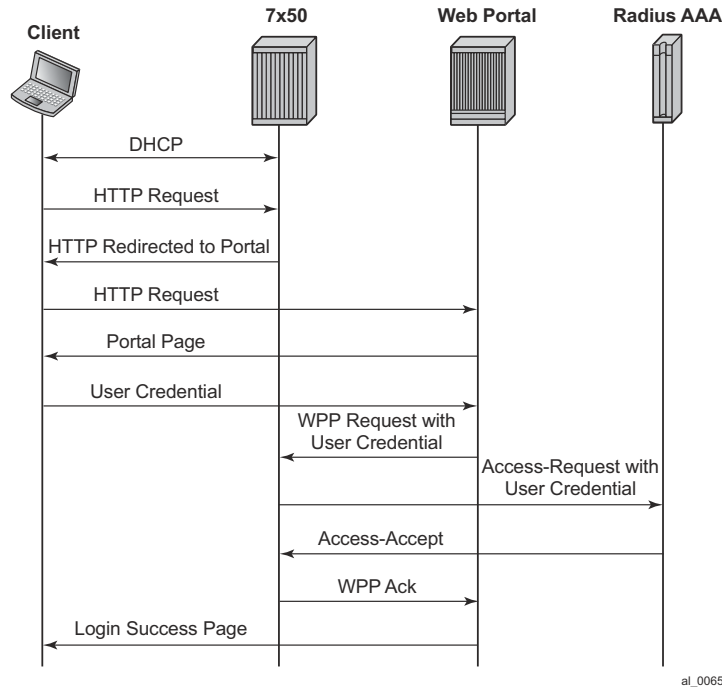 Client
7x50
Web Portal
Radius AAA
DHCP
HTTP Request
HTTP Redirected to Portal
HTTP Request
Portal Page
User Credential
WPP Request with
User Credential
Access-Request with
User Credential
Access-Accept
WPP Ack
Login Success Page
al_0065